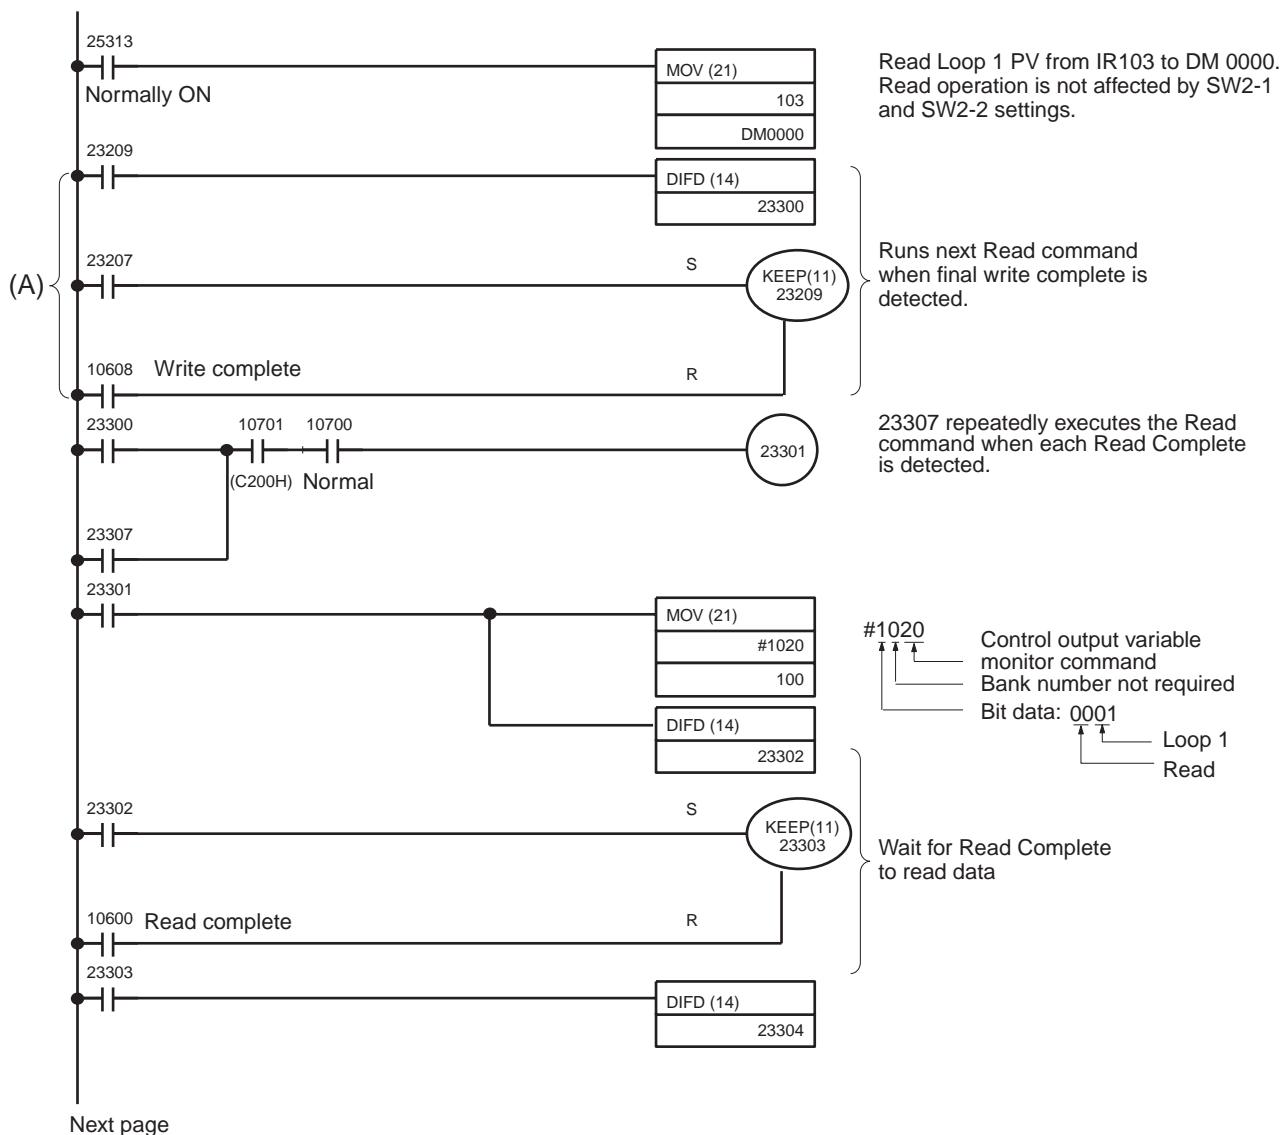 25313
Normally ON
MOV (21)
103
DM0000
Read Loop 1 PV from IR103 to DM 0000.
Read operation is not affected by SW2-1
and SW2-2 settings.
23209
DIFD (14)
23300
(A)
23207
S
KEEP(11)
23209
Runs next Read command
when final write complete is
detected.
10608
Write complete
R
23300
10701
10700
(C200H)
Normal
23301
23307 repeatedly executes the Read
command when each Read Complete
is detected.
23307
23301
MOV (21)
#1020
100
#1020
Control output variable
monitor command
Bank number not required
Bit data: 0001
Loop 1
Read
DIFD (14)
23302
23302
S
KEEP(11)
23303
Wait for Read Complete
to read data
10600
Read complete
R
23303
DIFD (14)
23304
Next page